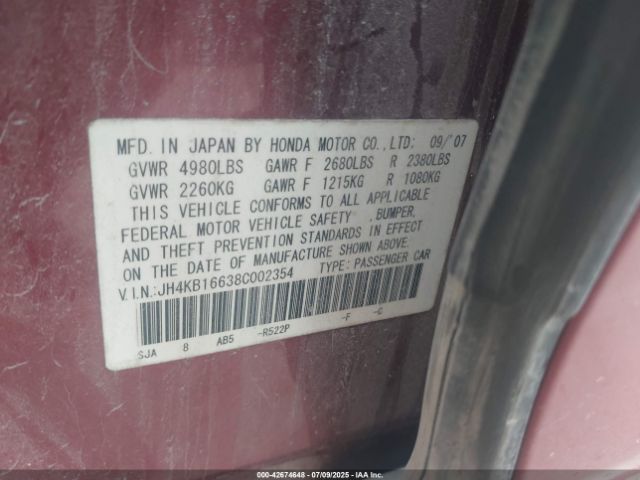 MFD. IN JAPAN BY HONDA MOTOR CO.,LTD: 09/'07
GVWR 4980LBS GAWR F 2680LBS R 2380LBS
GVWR 2260KG GAWR F 1215KG R 1080KG
THIS VEHICLE CONFORMS TO ALL APPLICABLE
FEDERAL MOTOR VEHICLE SAFETY ,BUMPER,
AND THEFT PREVENTION STANDARDS IN EFFECT
ON THE DATE OF MANUFACTURE SHOWN ABOVE.
V.I.N.:JH4KB16638C002354 TYPE: PASSENGER CAR
SJA 8 AB5 -R522P -F -C
000-42674648 - 07/09/2025 - IAA Inc.